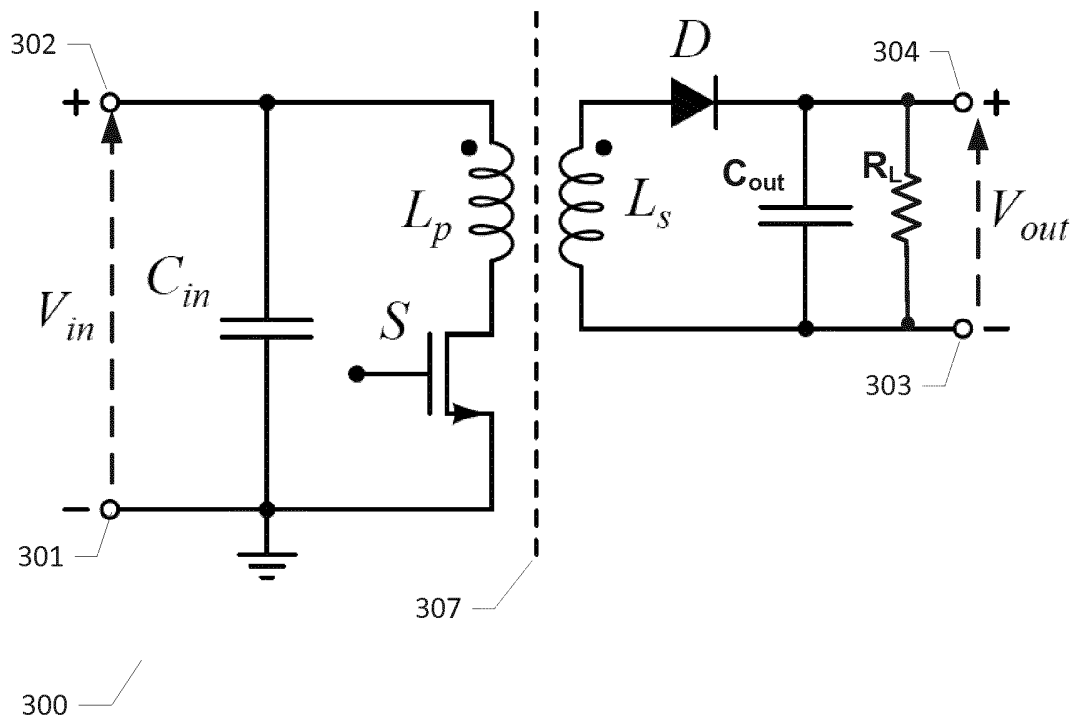 302
D
304
+
+
L_p
L_s
C_out
R_L
V_out
V_in
C_in
S
−
303
−
301
307
300